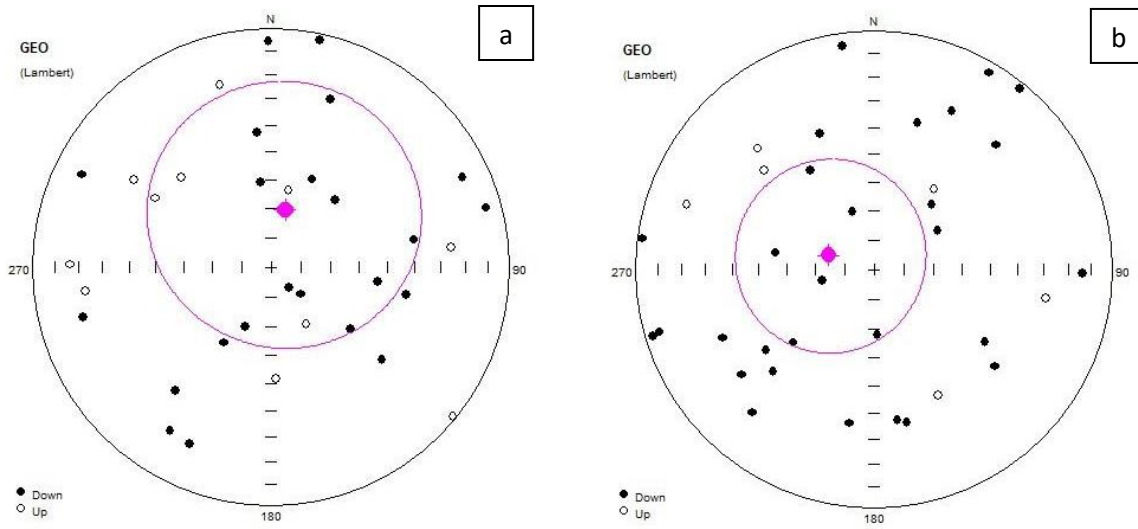 a
N
GEO
(Lambert)
270
90
Down
Up
180
b
N
GEO
(Lambert)
270
90
Down
Up
180